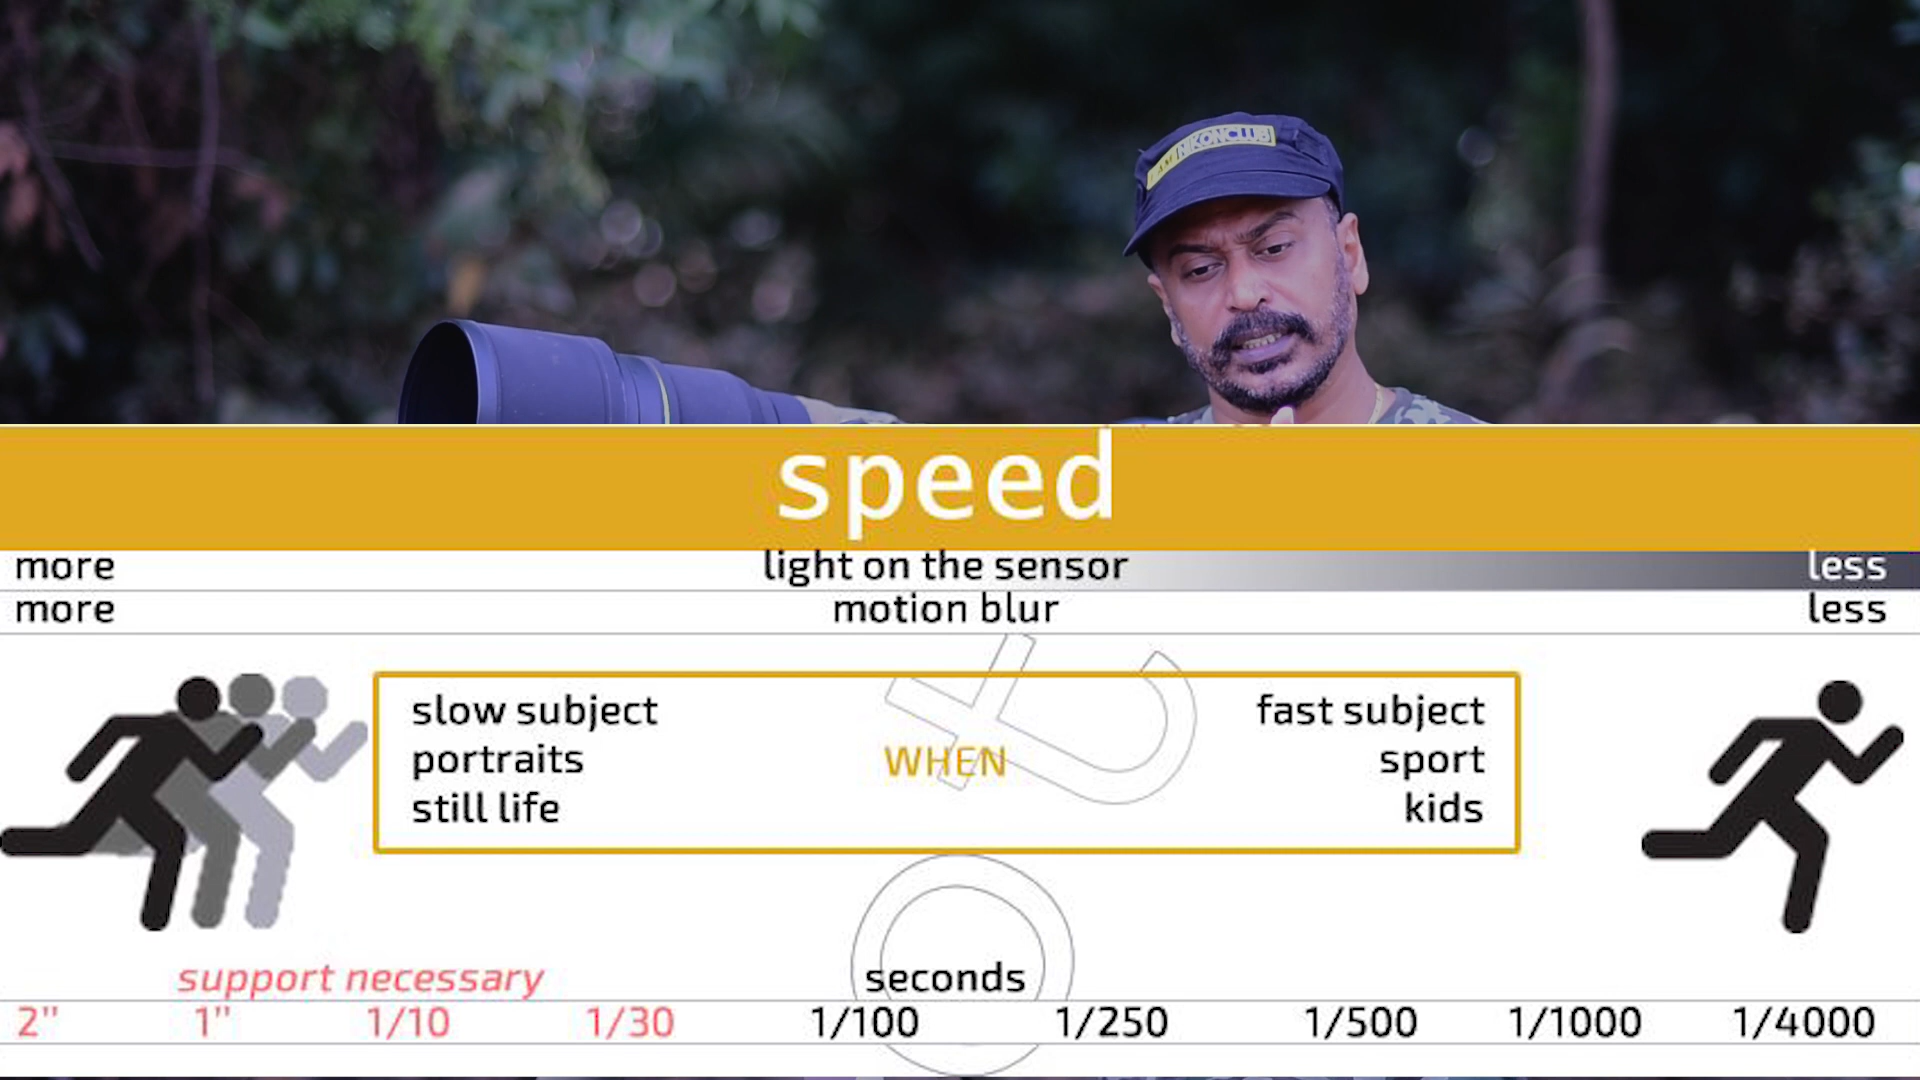 NIKONCLUB
speed
more light on the sensor less
more motion blur less
slow subject fast subject
portraits WHEN sport
still life kids
support necessary seconds
2" 1" 1/10 1/30 1/100 1/250 1/500 1/1000 1/4000